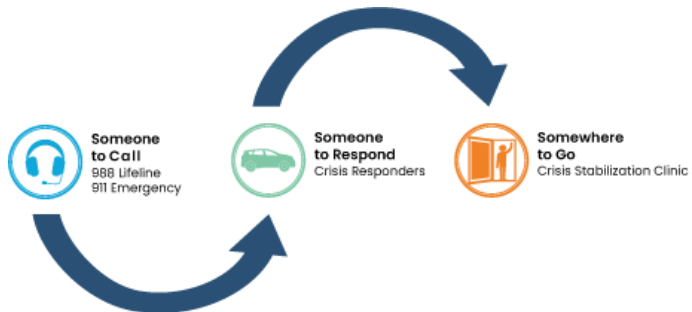 Someone
to Call
988 Lifeline
911 Emergency
Someone
to Respond
Crisis Responders
Somewhere
to Go
Crisis Stabilization Clinic